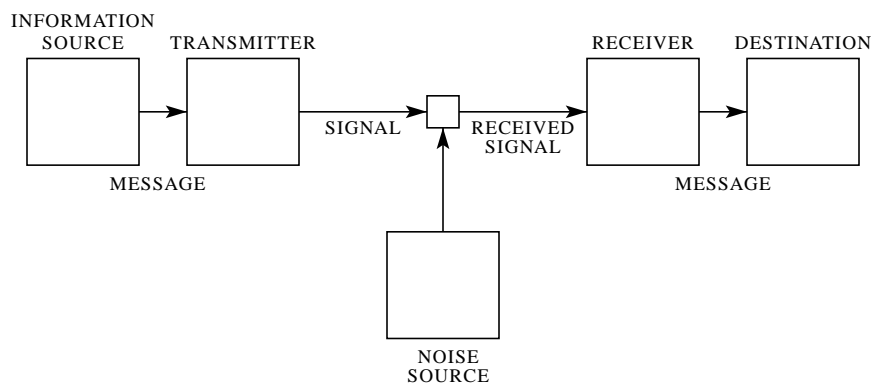 INFORMATION
SOURCE
TRANSMITTER
RECEIVER
DESTINATION
SIGNAL
RECEIVED
SIGNAL
MESSAGE
MESSAGE
NOISE
SOURCE